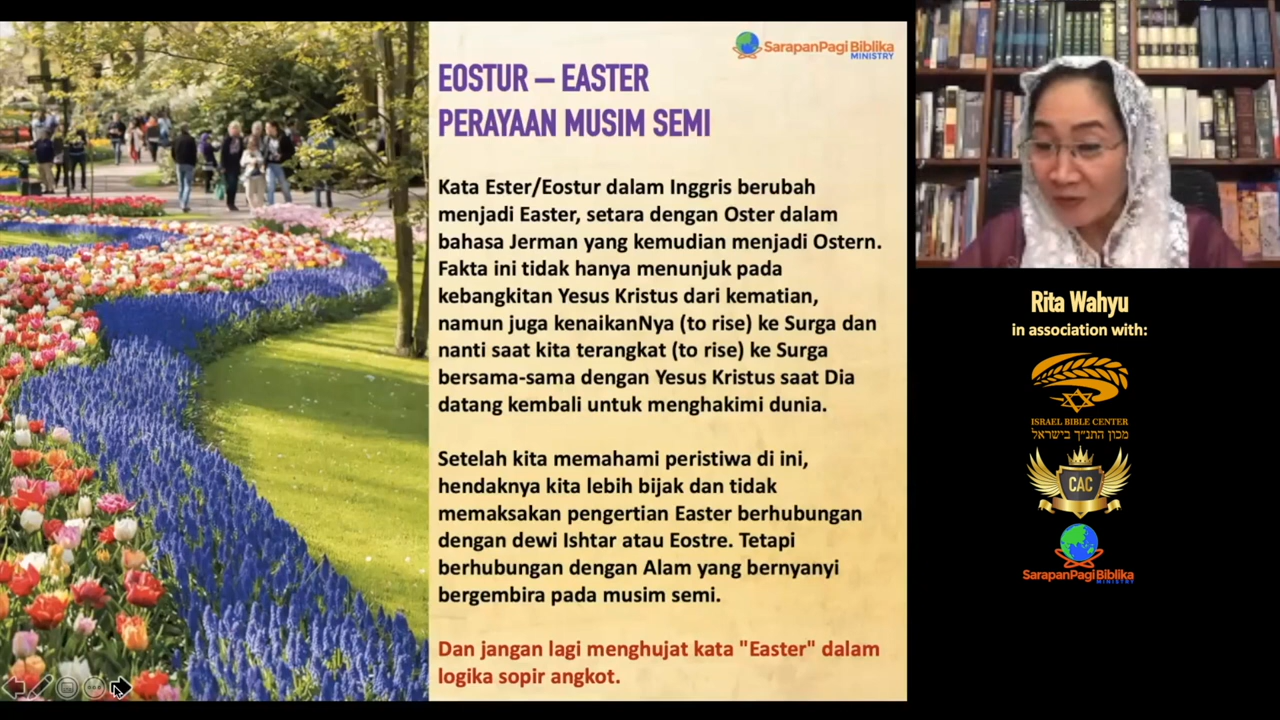 SarapanPagi Biblika
MINISTRY
EOSTUR – EASTER
PERAYAAN MUSIM SEMI
Kata Ester/Eostur dalam Inggris berubah
menjadi Easter, setara dengan Oster dalam
bahasa Jerman yang kemudian menjadi Ostern.
Fakta ini tidak hanya menunjuk pada
kebangkitan Yesus Kristus dari kematian,
namun juga kenaikanNya (to rise) ke Surga dan
nanti saat kita terangkat (to rise) ke Surga
bersama-sama dengan Yesus Kristus saat Dia
datang kembali untuk menghakimi dunia.
Setelah kita memahami peristiwa di ini,
hendaknya kita lebih bijak dan tidak
memaksakan pengertian Easter berhubungan
dengan dewi Ishtar atau Eostre. Tetapi
berhubungan dengan Alam yang bernyanyi
bergembira pada musim semi.
Dan jangan lagi menghujat kata "Easter" dalam
logika sopir angkot.
Rita Wahyu
in association with:
ISRAEL BIBLE CENTER
מכון התנ״ך בישראל
CAC
SarapanPagi Biblika
MINISTRY